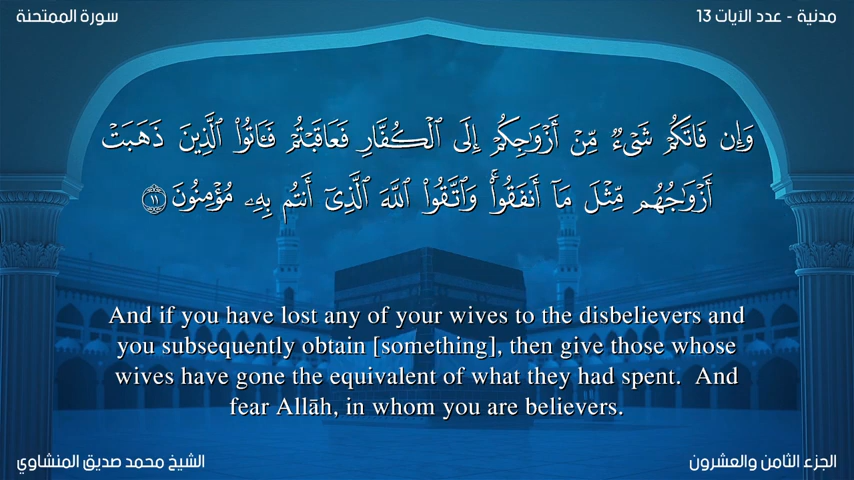 مدنية - عدد الآيات 13
سورة الممتحنة
وَإِن فَاتَكُمْ شَىْءٌ مِّنْ أَزْوَٰجِكُمْ إِلَى ٱلْكُفَّارِ فَعَاقَبْتُمْ فَـَٔاتُوا۟ ٱلَّذِينَ ذَهَبَتْ
أَزْوَٰجُهُم مِّثْلَ مَآ أَنفَقُوا۟ ۚ وَٱتَّقُوا۟ ٱللَّهَ ٱلَّذِىٓ أَنتُم بِهِۦ مُؤْمِنُونَ ١١
And if you have lost any of your wives to the disbelievers and
you subsequently obtain [something], then give those whose
wives have gone the equivalent of what they had spent. And
fear Allāh, in whom you are believers.
الجزء الثامن والعشرون
الشيخ محمد صديق المنشاوي